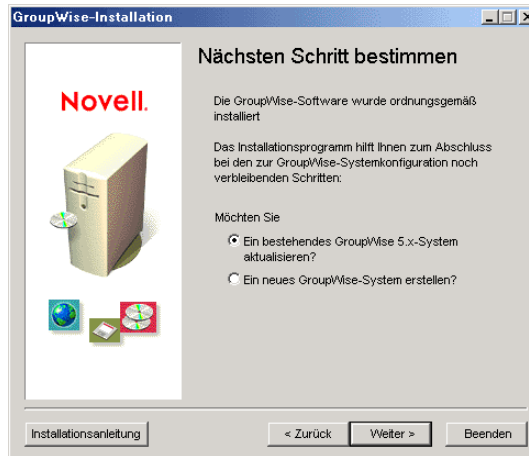 GroupWise-Installation
Nächsten Schritt bestimmen
Novell.
Die GroupWise-Software wurde ordnungsgemäß
installiert
Das Installationsprogramm hilft Ihnen zum Abschluss
bei den zur GroupWise-Systemkonfiguration noch
verbleibenden Schritten:
Möchten Sie
Ein bestehendes GroupWise 5.x-System
aktualisieren?
Ein neues GroupWise-System erstellen?
Installationsanleitung
< Zurück
Weiter >
Beenden